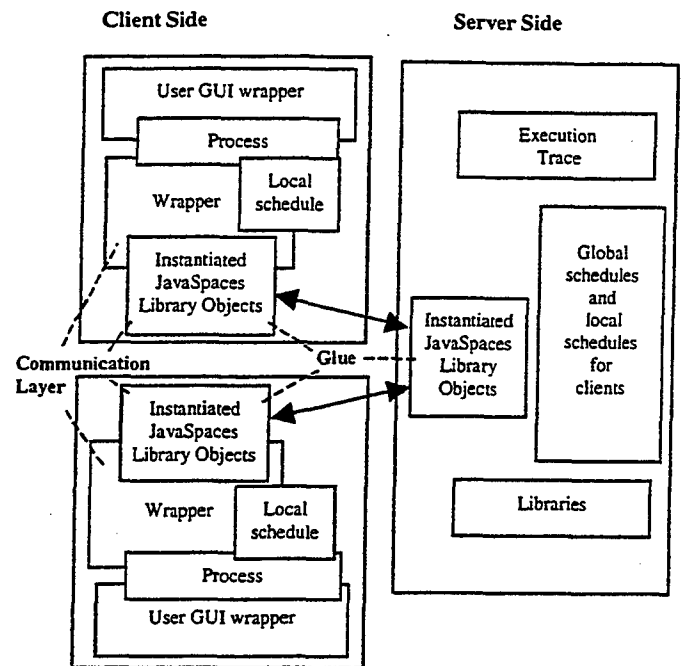 Client Side
Server Side
User GUI wrapper
Process
Wrapper
Local
schedule
Instantiated
JavaSpaces
Library Objects
Communication
Layer
Glue
Instantiated
JavaSpaces
Library Objects
Wrapper
Local
schedule
Process
User GUI wrapper
Execution
Trace
Global
schedules
and
local
schedules
for
clients
Instantiated
JavaSpaces
Library
Objects
Libraries